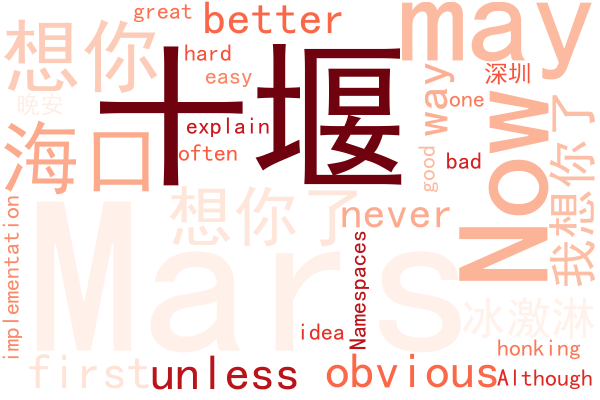 great
better
may
想你
hard
十堰
easy
way
深圳
晚安
one
Now
我想你了
explain
海口
often
good
bad
想你了
never
Mars
implementation
Namespaces
冰激淋
idea
honking
first
unless
obvious
Although